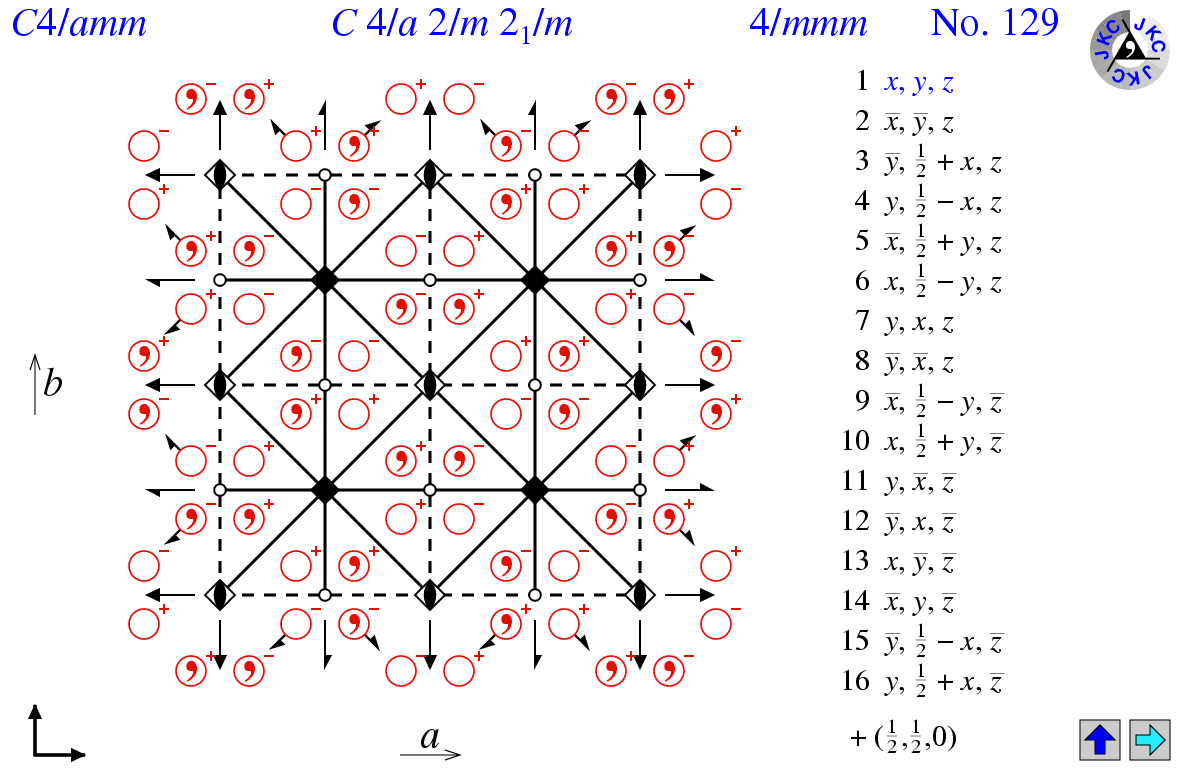 C4/amm C 4/a 2/m 2₁/m 4/mmm No. 129
JKC JKC JKC
1 x, y, z
2 x̅, y̅, z
3 y̅, ½ + x, z
4 y, ½ − x, z
5 x̅, ½ + y, z
6 x, ½ − y, z
7 y, x, z
8 y̅, x̅, z
9 x̅, ½ − y, z̅
10 x, ½ + y, z̅
11 y, x̅, z̅
12 y̅, x, z̅
13 x, y̅, z̅
14 x̅, y, z̅
15 y̅, ½ − x, z̅
16 y, ½ + x, z̅
+ (½,½,0)
b
a